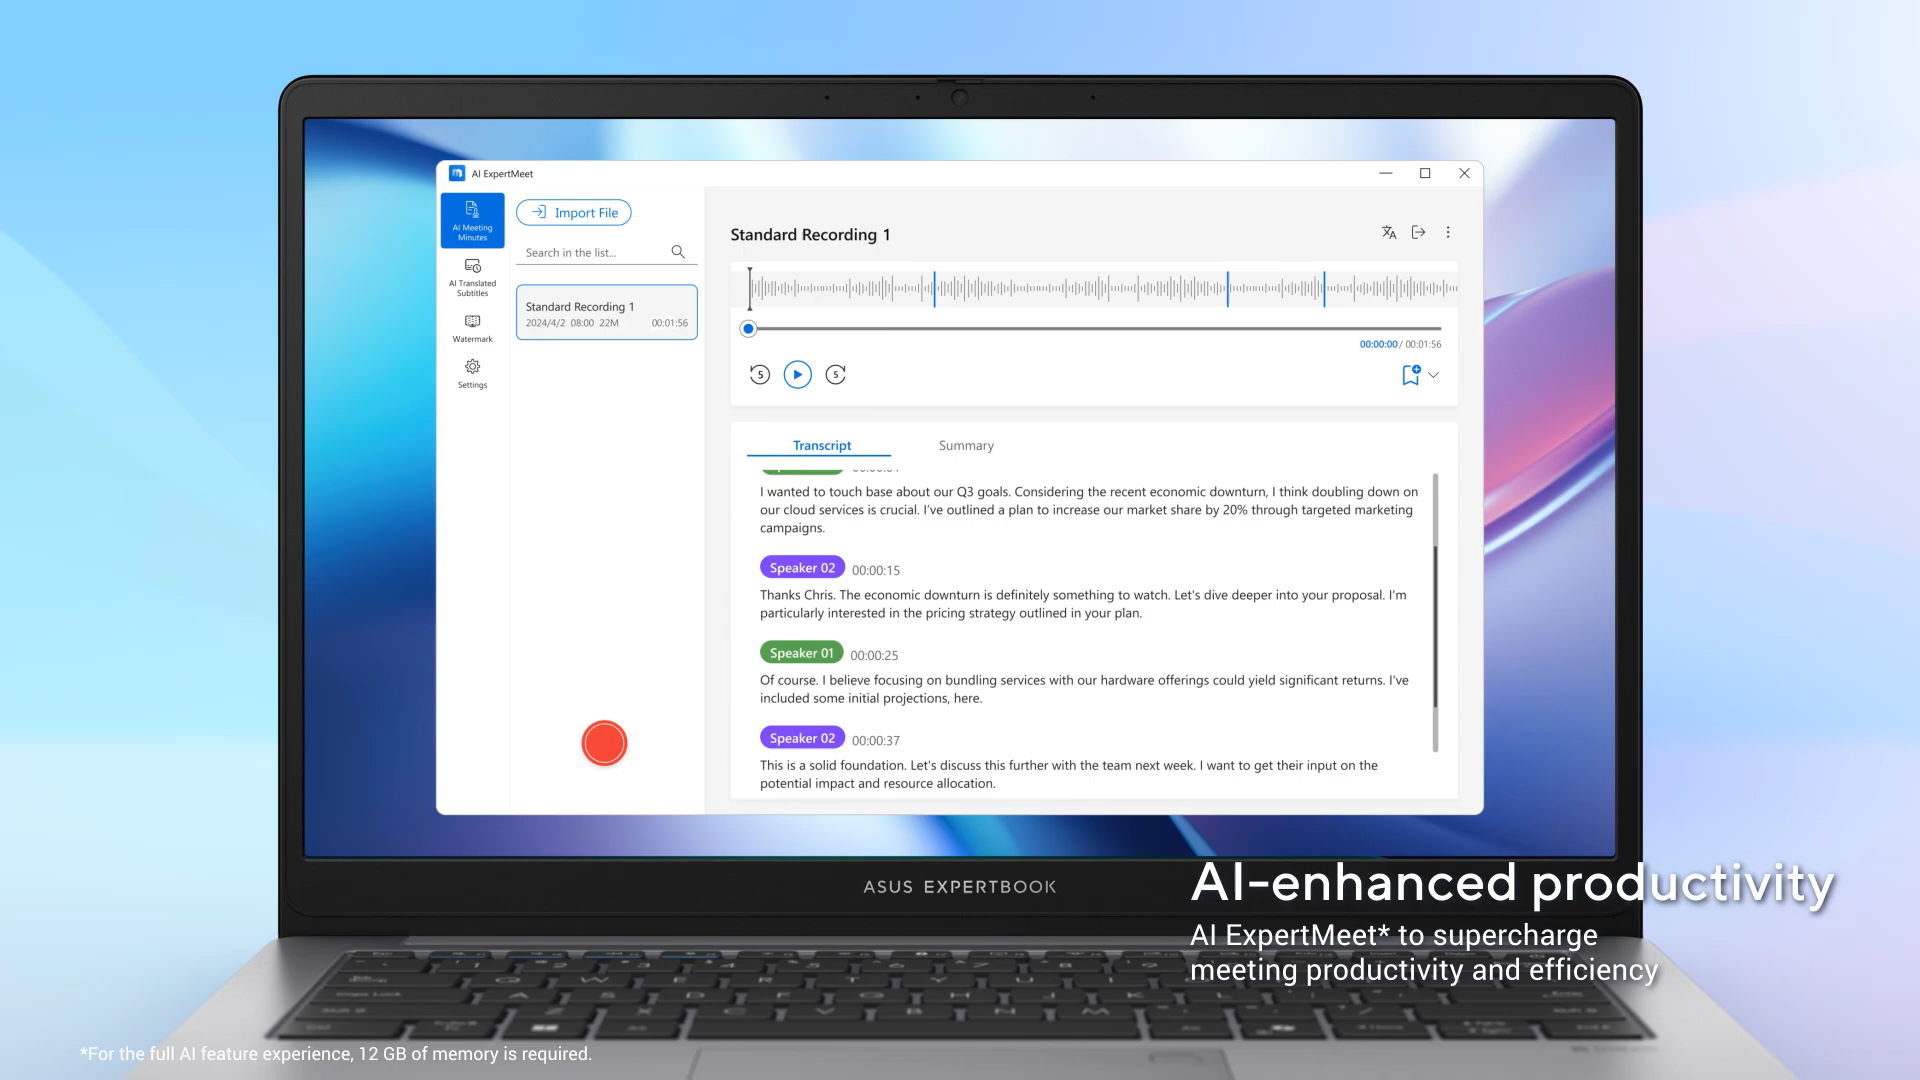 AI ExpertMeet
AI Meeting
Minutes
AI Translated
Subtitles
Watermark
Settings
Import File
Search in the list...
Standard Recording 1
2024/4/2 08:00 22M 00:01:56
Standard Recording 1
00:00:00 / 00:01:56
5
5
Transcript Summary
I wanted to touch base about our Q3 goals. Considering the recent economic downturn, I think doubling down on
our cloud services is crucial. I've outlined a plan to increase our market share by 20% through targeted marketing
campaigns.
Speaker 02 00:00:15
Thanks Chris. The economic downturn is definitely something to watch. Let's dive deeper into your proposal. I'm
particularly interested in the pricing strategy outlined in your plan.
Speaker 01 00:00:25
Of course. I believe focusing on bundling services with our hardware offerings could yield significant returns. I've
included some initial projections, here.
Speaker 02 00:00:37
This is a solid foundation. Let's discuss this further with the team next week. I want to get their input on the
potential impact and resource allocation.
ASUS EXPERTBOOK
AI-enhanced productivity
AI ExpertMeet* to supercharge
meeting productivity and efficiency
*For the full AI feature experience, 12 GB of memory is required.